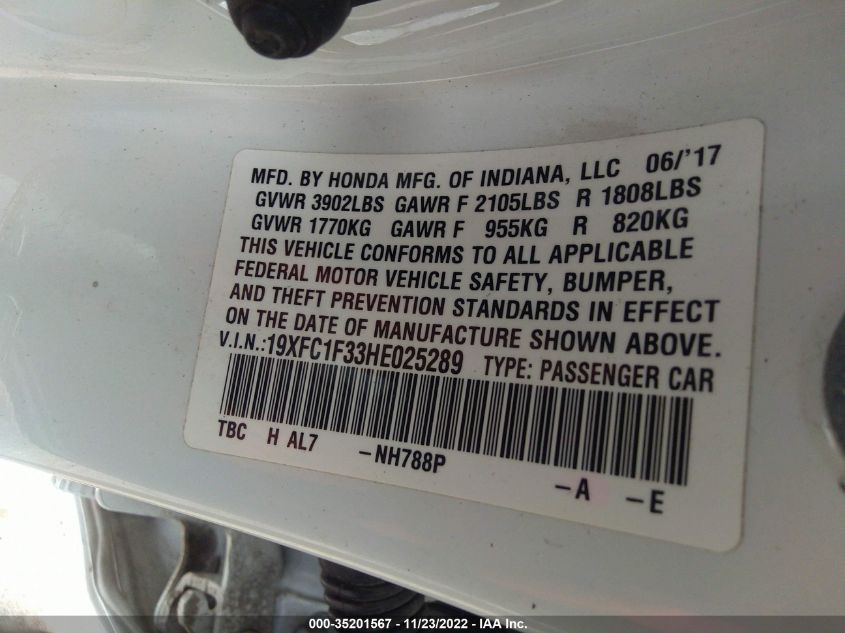 MFD. BY HONDA MFG. OF INDIANA, LLC 06/'17
GVWR 3902LBS GAWR F 2105LBS R 1808LBS
GVWR 1770KG GAWR F 955KG R 820KG
THIS VEHICLE CONFORMS TO ALL APPLICABLE
FEDERAL MOTOR VEHICLE SAFETY, BUMPER,
AND THEFT PREVENTION STANDARDS IN EFFECT
ON THE DATE OF MANUFACTURE SHOWN ABOVE.
V.I.N.:19XFC1F33HE025289 TYPE: PASSENGER CAR
TBC H AL7 -NH788P -A -E
000-35201567 - 11/23/2022 - IAA Inc.